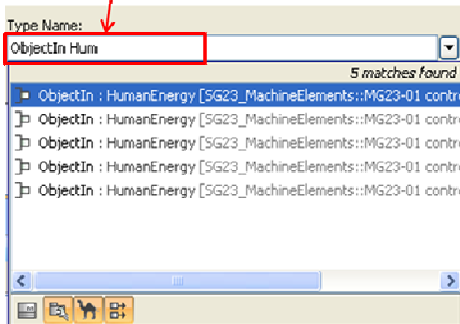 Type Name:
ObjectIn Hum
5 matches found
ObjectIn : HumanEnergy [SG23_MachineElements::MG23-01 contro
ObjectIn : HumanEnergy [SG23_MachineElements::MG23-01 contro
ObjectIn : HumanEnergy [SG23_MachineElements::MG23-01 contro
ObjectIn : HumanEnergy [SG23_MachineElements::MG23-01 contro
ObjectIn : HumanEnergy [SG23_MachineElements::MG23-01 contro